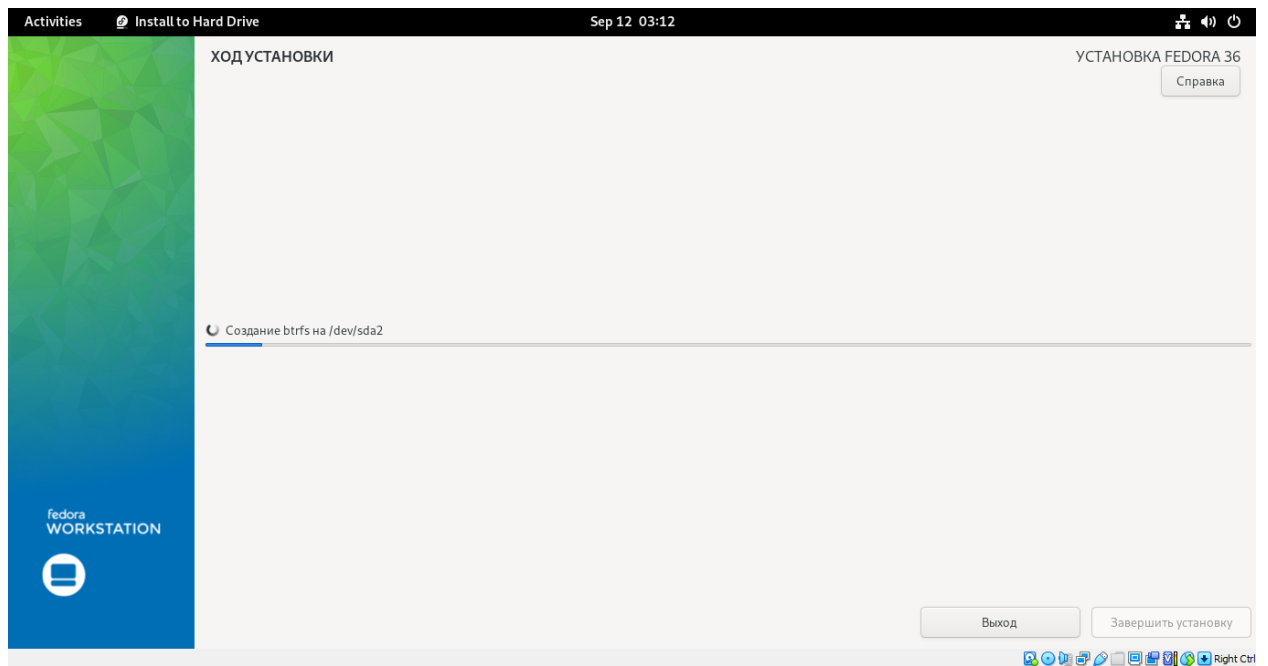 Activities Install to Hard Drive Sep 12 03:12
ХОД УСТАНОВКИ УСТАНОВКА FEDORA 36
Справка
Создание btrfs на /dev/sda2
fedora
WORKSTATION
Выход Завершить установку
Right Ctrl